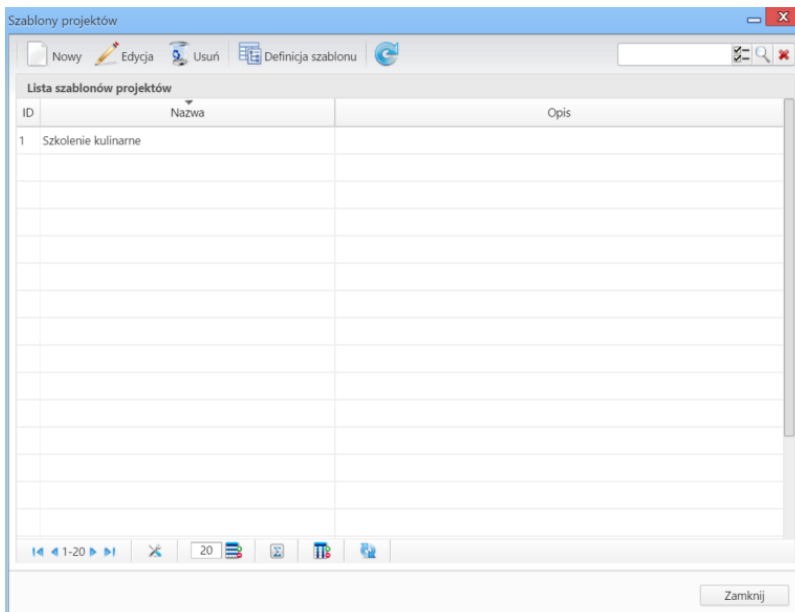 Szablony projektów
Nowy Edycja Usuń Definicja szablonu
Lista szablonów projektów
ID Nazwa Opis
1 Szkolenie kulinarne
1-20 20
Zamknij